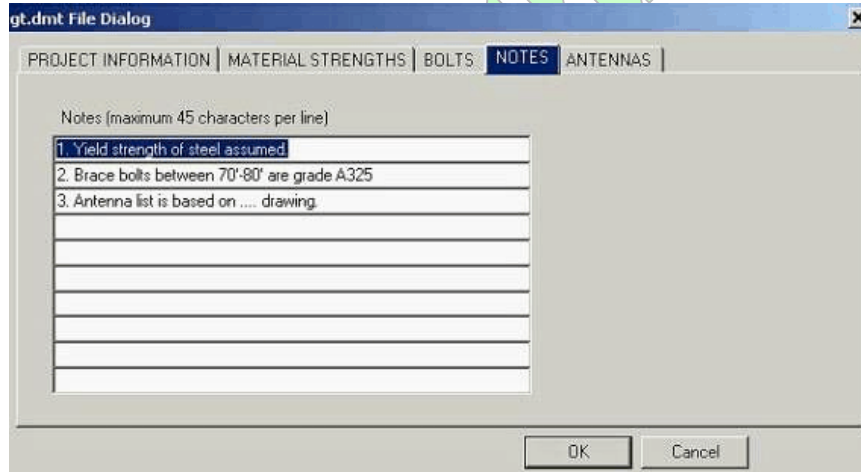 gt.dmt File Dialog
PROJECT INFORMATION MATERIAL STRENGTHS BOLTS NOTES ANTENNAS
Notes (maximum 45 characters per line)
1. Yield strength of steel assumed.
2. Brace bolts between 70'-80' are grade A325
3. Antenna list is based on .... drawing.
OK Cancel